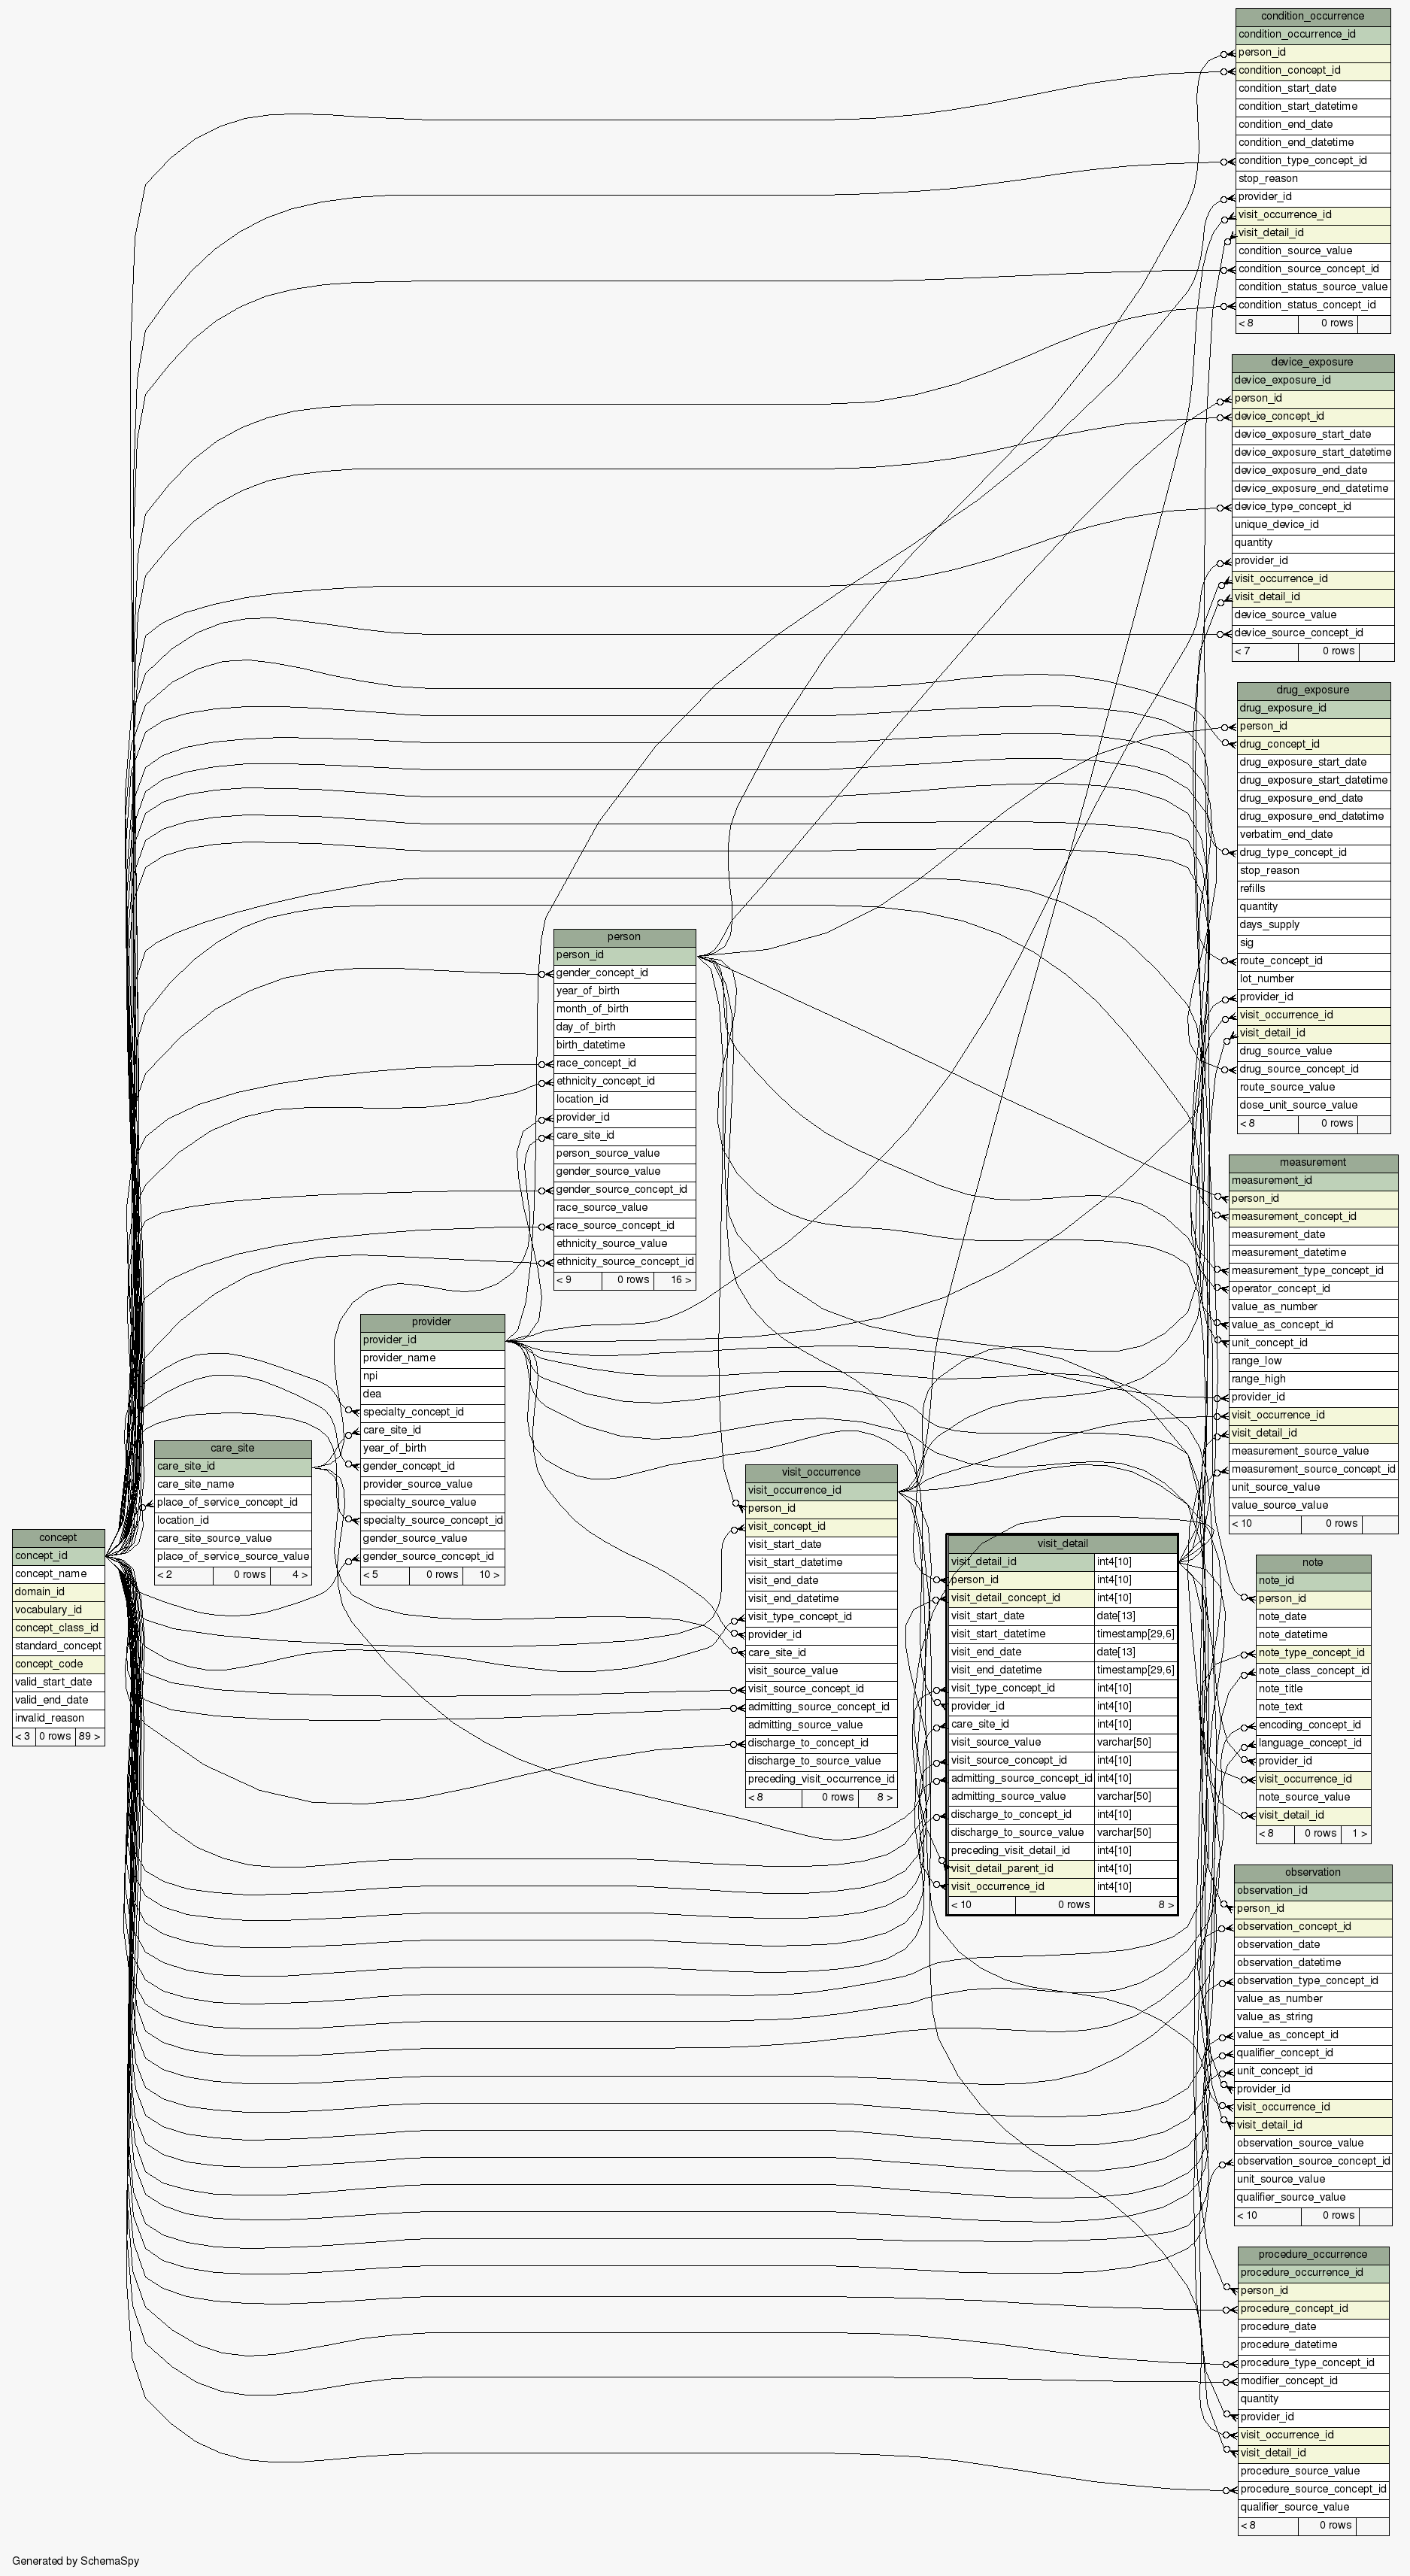 condition_occurrence
condition_occurrence_id
person_id
condition_concept_id
condition_start_date
condition_start_datetime
condition_end_date
condition_end_datetime
condition_type_concept_id
stop_reason
provider_id
visit_occurrence_id
visit_detail_id
condition_source_value
condition_source_concept_id
condition_status_source_value
condition_status_concept_id
< 8 0 rows
device_exposure
device_exposure_id
person_id
device_concept_id
device_exposure_start_date
device_exposure_start_datetime
device_exposure_end_date
device_exposure_end_datetime
device_type_concept_id
unique_device_id
quantity
provider_id
visit_occurrence_id
visit_detail_id
device_source_value
device_source_concept_id
< 7 0 rows
drug_exposure
drug_exposure_id
person_id
drug_concept_id
drug_exposure_start_date
drug_exposure_start_datetime
drug_exposure_end_date
drug_exposure_end_datetime
verbatim_end_date
drug_type_concept_id
stop_reason
refills
quantity
days_supply
sig
route_concept_id
lot_number
provider_id
visit_occurrence_id
visit_detail_id
drug_source_value
drug_source_concept_id
route_source_value
dose_unit_source_value
< 8 0 rows
person
person_id
gender_concept_id
year_of_birth
month_of_birth
day_of_birth
birth_datetime
race_concept_id
ethnicity_concept_id
location_id
provider_id
care_site_id
person_source_value
gender_source_value
gender_source_concept_id
race_source_value
race_source_concept_id
ethnicity_source_value
ethnicity_source_concept_id
< 9 0 rows 16 >
measurement
measurement_id
person_id
measurement_concept_id
measurement_date
measurement_datetime
measurement_type_concept_id
operator_concept_id
value_as_number
value_as_concept_id
unit_concept_id
range_low
range_high
provider_id
visit_occurrence_id
visit_detail_id
measurement_source_value
measurement_source_concept_id
unit_source_value
value_source_value
< 10 0 rows
provider
provider_id
provider_name
npi
dea
specialty_concept_id
care_site_id
year_of_birth
gender_concept_id
provider_source_value
specialty_source_value
specialty_source_concept_id
gender_source_value
gender_source_concept_id
< 5 0 rows 10 >
care_site
care_site_id
care_site_name
place_of_service_concept_id
location_id
care_site_source_value
place_of_service_source_value
< 2 0 rows 4 >
concept
concept_id
concept_name
domain_id
vocabulary_id
concept_class_id
standard_concept
concept_code
valid_start_date
valid_end_date
invalid_reason
< 3 0 rows 89 >
visit_occurrence
visit_occurrence_id
person_id
visit_concept_id
visit_start_date
visit_start_datetime
visit_end_date
visit_end_datetime
visit_type_concept_id
provider_id
care_site_id
visit_source_value
visit_source_concept_id
admitting_source_concept_id
admitting_source_value
discharge_to_concept_id
discharge_to_source_value
preceding_visit_occurrence_id
< 8 0 rows 8 >
visit_detail
visit_detail_id int4[10]
person_id int4[10]
visit_detail_concept_id int4[10]
visit_start_date date[13]
visit_start_datetime timestamp[29,6]
visit_end_date date[13]
visit_end_datetime timestamp[29,6]
visit_type_concept_id int4[10]
provider_id int4[10]
care_site_id int4[10]
visit_source_value varchar[50]
visit_source_concept_id int4[10]
admitting_source_concept_id int4[10]
admitting_source_value varchar[50]
discharge_to_concept_id int4[10]
discharge_to_source_value varchar[50]
preceding_visit_detail_id int4[10]
visit_detail_parent_id int4[10]
visit_occurrence_id int4[10]
< 10 0 rows 8 >
note
note_id
person_id
note_date
note_datetime
note_type_concept_id
note_class_concept_id
note_title
note_text
encoding_concept_id
language_concept_id
provider_id
visit_occurrence_id
note_source_value
visit_detail_id
< 8 0 rows 1 >
observation
observation_id
person_id
observation_concept_id
observation_date
observation_datetime
observation_type_concept_id
value_as_number
value_as_string
value_as_concept_id
qualifier_concept_id
unit_concept_id
provider_id
visit_occurrence_id
visit_detail_id
observation_source_value
observation_source_concept_id
unit_source_value
qualifier_source_value
< 10 0 rows
procedure_occurrence
procedure_occurrence_id
person_id
procedure_concept_id
procedure_date
procedure_datetime
procedure_type_concept_id
modifier_concept_id
quantity
provider_id
visit_occurrence_id
visit_detail_id
procedure_source_value
procedure_source_concept_id
qualifier_source_value
< 8 0 rows
Generated by SchemaSpy